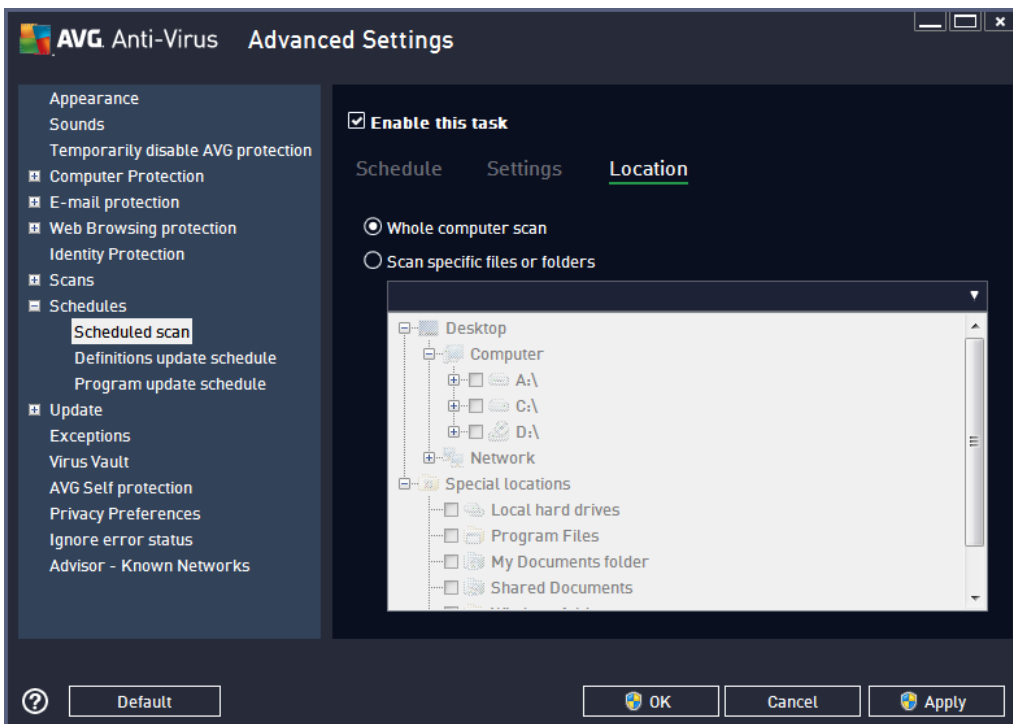 AVG. Anti-Virus Advanced Settings
Appearance
Sounds
Temporarily disable AVG protection
Computer Protection
E-mail protection
Web Browsing protection
Identity Protection
Scans
Schedules
Scheduled scan
Definitions update schedule
Program update schedule
Update
Exceptions
Virus Vault
AVG Self protection
Privacy Preferences
Ignore error status
Advisor - Known Networks
Enable this task
Schedule Settings Location
Whole computer scan
Scan specific files or folders
Desktop
Computer
A:\
C:\
D:\
Network
Special locations
Local hard drives
Program Files
My Documents folder
Shared Documents
Default OK Cancel Apply